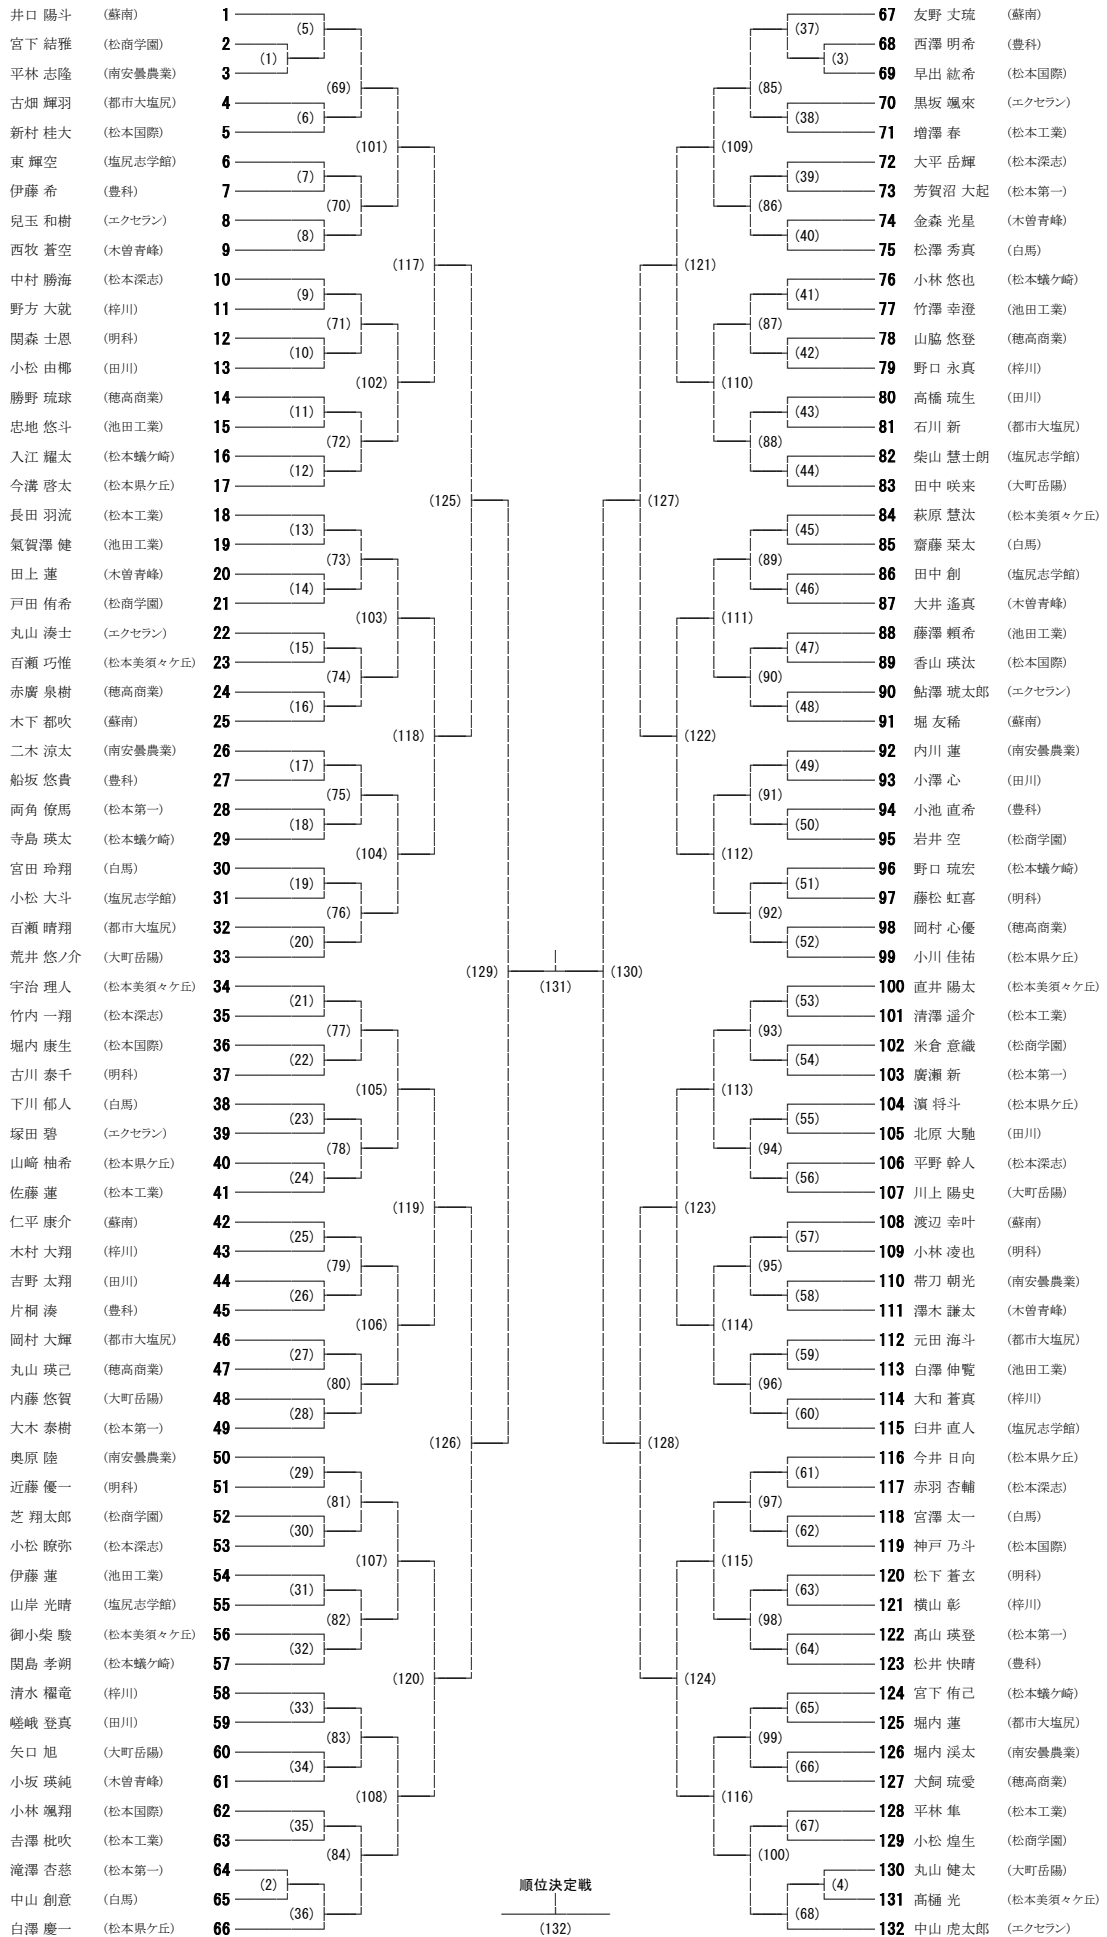 井口 陽斗 (蘇南) 1
宮下 結雅 (松商学園) 2
平林 志隆 (南安曇農業) 3
古畑 輝羽 (都市大塩尻) 4
新村 桂大 (松本国際) 5
東 輝空 (塩尻志学館) 6
伊藤 希 (豊科) 7
兒玉 和樹 (エクセラン) 8
西牧 蒼空 (木曽青峰) 9
中村 勝海 (松本深志) 10
野方 大就 (梓川) 11
関森 士恩 (明科) 12
小松 由椰 (田川) 13
勝野 琉球 (穂高商業) 14
忠地 悠斗 (池田工業) 15
入江 耀太 (松本蟻ケ崎) 16
今溝 啓太 (松本県ケ丘) 17
長田 羽流 (松本工業) 18
氣賀澤 健 (池田工業) 19
田上 蓮 (木曽青峰) 20
戸田 侑希 (松商学園) 21
丸山 湊士 (エクセラン) 22
百瀬 巧惟 (松本美須々ケ丘) 23
赤廣 泉樹 (穂高商業) 24
木下 都吹 (蘇南) 25
二木 涼太 (南安曇農業) 26
船坂 悠貴 (豊科) 27
両角 僚馬 (松本第一) 28
寺島 瑛太 (松本蟻ケ崎) 29
宮田 玲翔 (白馬) 30
小松 大斗 (塩尻志学館) 31
百瀬 晴翔 (都市大塩尻) 32
荒井 悠ノ介 (大町岳陽) 33
宇治 理人 (松本美須々ケ丘) 34
竹内 一翔 (松本深志) 35
堀内 康生 (松本国際) 36
古川 泰千 (明科) 37
下川 郁人 (白馬) 38
塚田 碧 (エクセラン) 39
山﨑 柚希 (松本県ケ丘) 40
佐藤 蓮 (松本工業) 41
仁平 康介 (蘇南) 42
木村 大翔 (梓川) 43
吉野 太翔 (田川) 44
片桐 湊 (豊科) 45
岡村 大輝 (都市大塩尻) 46
丸山 瑛己 (穂高商業) 47
内藤 悠賀 (大町岳陽) 48
大木 泰樹 (松本第一) 49
奥原 陸 (南安曇農業) 50
近藤 優一 (明科) 51
芝 翔太郎 (松商学園) 52
小松 瞭弥 (松本深志) 53
伊藤 蓮 (池田工業) 54
山岸 光晴 (塩尻志学館) 55
御小柴 駿 (松本美須々ケ丘) 56
関島 孝朔 (松本蟻ケ崎) 57
清水 櫂竜 (梓川) 58
嵯峨 登真 (田川) 59
矢口 旭 (大町岳陽) 60
小坂 瑛純 (木曽青峰) 61
小林 颯翔 (松本国際) 62
吉澤 枇吹 (松本工業) 63
滝澤 杏慈 (松本第一) 64
中山 創意 (白馬) 65
白澤 慶一 (松本県ケ丘) 66
(1)
(2)
(5)
(6)
(7)
(8)
(9)
(10)
(11)
(12)
(13)
(14)
(15)
(16)
(17)
(18)
(19)
(20)
(21)
(22)
(23)
(24)
(25)
(26)
(27)
(28)
(29)
(30)
(31)
(32)
(33)
(34)
(35)
(36)
(69)
(70)
(71)
(72)
(73)
(74)
(75)
(76)
(77)
(78)
(79)
(80)
(81)
(82)
(83)
(84)
(101)
(102)
(103)
(104)
(105)
(106)
(107)
(108)
(117)
(118)
(119)
(120)
(125)
(126)
(129)
(131)
(130)
順位決定戦
(132)
(127)
(128)
(121)
(122)
(123)
(124)
(109)
(110)
(111)
(112)
(113)
(114)
(115)
(116)
(85)
(86)
(87)
(88)
(89)
(90)
(91)
(92)
(93)
(94)
(95)
(96)
(97)
(98)
(99)
(100)
(37)
(38)
(39)
(40)
(41)
(42)
(43)
(44)
(45)
(46)
(47)
(48)
(49)
(50)
(51)
(52)
(53)
(54)
(55)
(56)
(57)
(58)
(59)
(60)
(61)
(62)
(63)
(64)
(65)
(66)
(67)
(68)
(3)
(4)
67 友野 丈琉 (蘇南)
68 西澤 明希 (豊科)
69 早出 紘希 (松本国際)
70 黒坂 颯來 (エクセラン)
71 増澤 春 (松本工業)
72 大平 岳輝 (松本深志)
73 芳賀沼 大起 (松本第一)
74 金森 光星 (木曽青峰)
75 松澤 秀真 (白馬)
76 小林 悠也 (松本蟻ケ崎)
77 竹澤 幸澄 (池田工業)
78 山脇 悠登 (穂高商業)
79 野口 永真 (梓川)
80 高橋 琉生 (田川)
81 石川 新 (都市大塩尻)
82 柴山 慧士朗 (塩尻志学館)
83 田中 咲来 (大町岳陽)
84 萩原 慧汰 (松本美須々ケ丘)
85 齋藤 栞太 (白馬)
86 田中 創 (塩尻志学館)
87 大井 遙真 (木曽青峰)
88 藤澤 頼希 (池田工業)
89 香山 瑛汰 (松本国際)
90 鮎澤 琥太郎 (エクセラン)
91 堀 友稀 (蘇南)
92 内川 蓮 (南安曇農業)
93 小澤 心 (田川)
94 小池 直希 (豊科)
95 岩井 空 (松商学園)
96 野口 琉宏 (松本蟻ケ崎)
97 藤松 虹喜 (明科)
98 岡村 心優 (穂高商業)
99 小川 佳祐 (松本県ケ丘)
100 直井 陽太 (松本美須々ケ丘)
101 清澤 遥介 (松本工業)
102 米倉 意織 (松商学園)
103 廣瀬 新 (松本第一)
104 濵 将斗 (松本県ケ丘)
105 北原 大馳 (田川)
106 平野 幹人 (松本深志)
107 川上 陽史 (大町岳陽)
108 渡辺 幸叶 (蘇南)
109 小林 凌也 (明科)
110 帯刀 朝光 (南安曇農業)
111 澤木 謙太 (木曽青峰)
112 元田 海斗 (都市大塩尻)
113 白澤 伸覧 (池田工業)
114 大和 蒼真 (梓川)
115 臼井 直人 (塩尻志学館)
116 今井 日向 (松本県ケ丘)
117 赤羽 杏輔 (松本深志)
118 宮澤 太一 (白馬)
119 神戸 乃斗 (松本国際)
120 松下 蒼玄 (明科)
121 横山 彰 (梓川)
122 髙山 瑛登 (松本第一)
123 松井 快晴 (豊科)
124 宮下 侑己 (松本蟻ケ崎)
125 堀内 蓮 (都市大塩尻)
126 堀内 渓太 (南安曇農業)
127 犬飼 琉愛 (穂高商業)
128 平林 隼 (松本工業)
129 小松 煌生 (松商学園)
130 丸山 健太 (大町岳陽)
131 髙樋 光 (松本美須々ケ丘)
132 中山 虎太郎 (エクセラン)